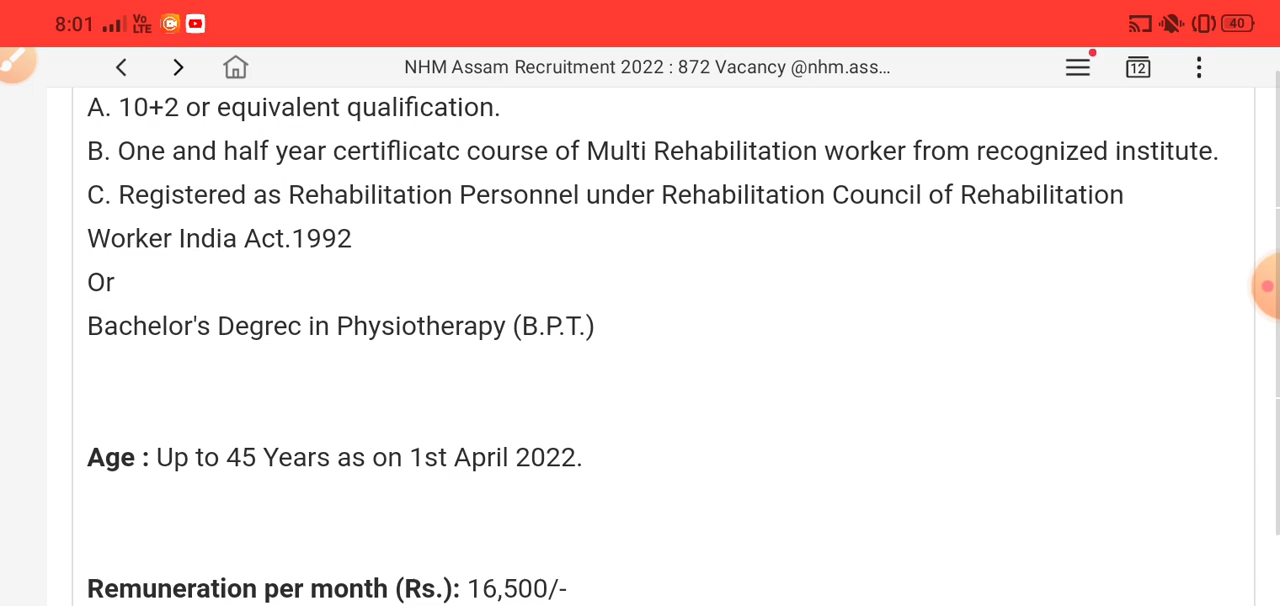 8:01 Vo LTE 40
NHM Assam Recruitment 2022 : 872 Vacancy @nhm.ass... 12
A. 10+2 or equivalent qualification.
B. One and half year certiflicatc course of Multi Rehabilitation worker from recognized institute.
C. Registered as Rehabilitation Personnel under Rehabilitation Council of Rehabilitation
Worker India Act.1992
Or
Bachelor's Degrec in Physiotherapy (B.P.T.)
Age : Up to 45 Years as on 1st April 2022.
Remuneration per month (Rs.): 16,500/-